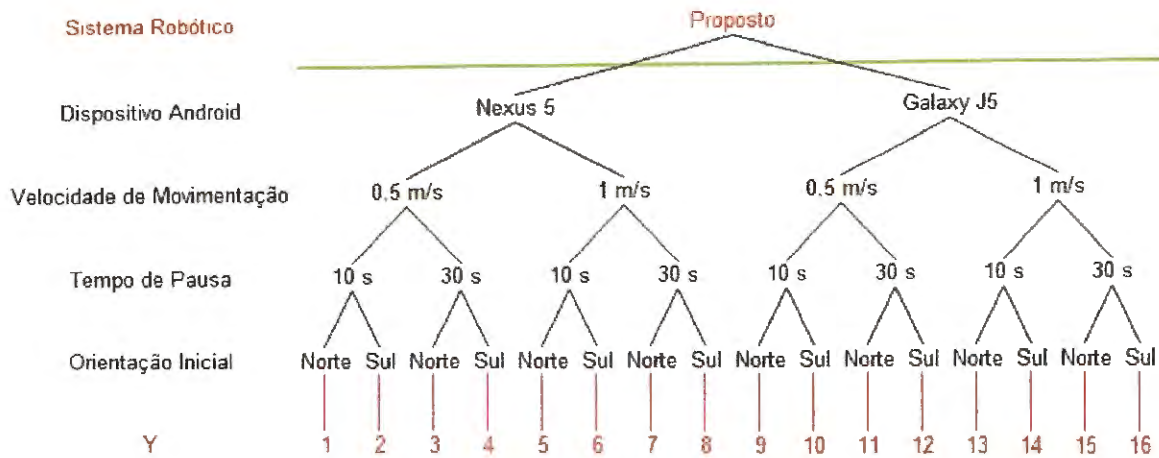 Sistema Robótico Proposto
Dispositivo Android Nexus 5 Galaxy J5
Velocidade de Movimentação 0.5 m/s 1 m/s 0.5 m/s 1 m/s
Tempo de Pausa 10 s 30 s 10 s 30 s 10 s 30 s 10 s 30 s
Orientação Inicial Norte Sul Norte Sul Norte Sul Norte Sul Norte Sul Norte Sul Norte Sul Norte Sul
Y 1 2 3 4 5 6 7 8 9 10 11 12 13 14 15 16